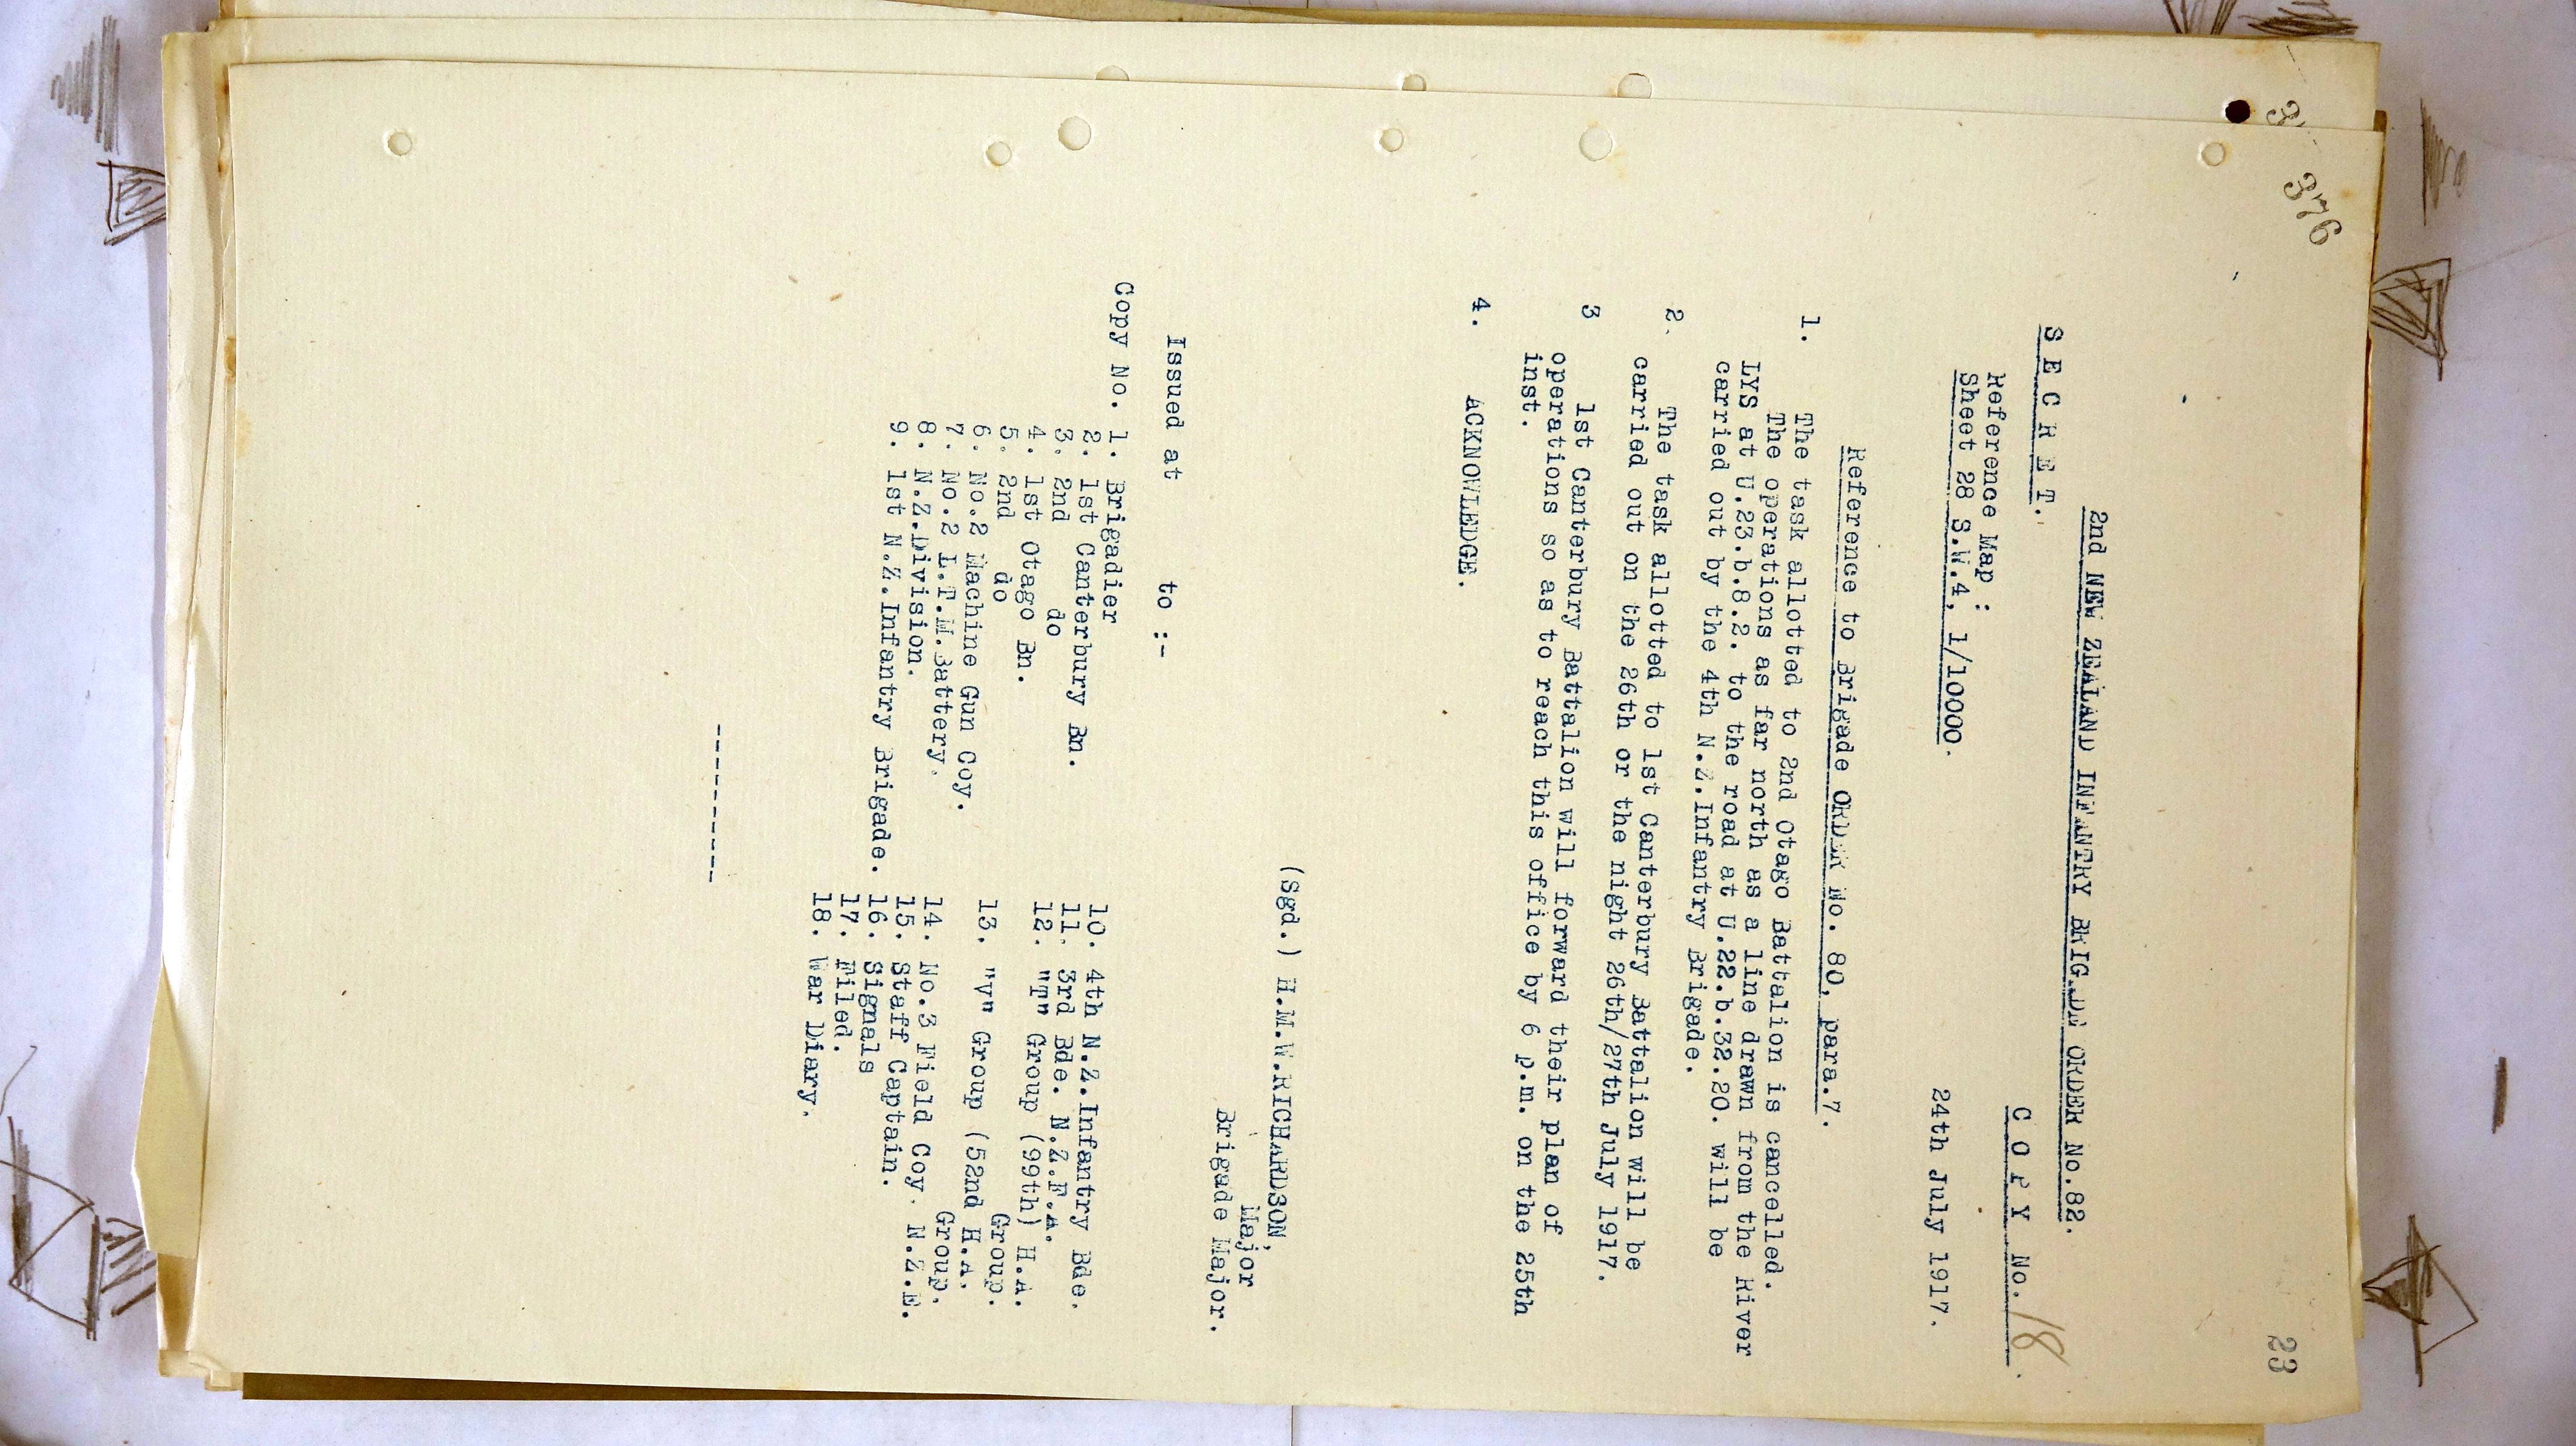 376
23
2nd NEW ZEALAND INFANTRY BRIGADE ORDER No.82.
S E C R E T.
C O P Y No. 18.
Reference Map :
Sheet 28 S.W.4, 1/10000.
24th July 1917.
Reference to Brigade ORDER No. 80, para.7.
1. The task allotted to 2nd Otago Battalion is cancelled.
The operations as far north as a line drawn from the River
LYS at U.23.b.8.2. to the road at U.22.b.32.20. will be
carried out by the 4th N.Z.Infantry Brigade.
2. The task allotted to 1st Canterbury Battalion will be
carried out on the 26th or the night 26th/27th July 1917.
3 1st Canterbury Battalion will forward their plan of
operations so as to reach this office by 6 p.m. on the 25th
inst.
4. ACKNOWLEDGE.
(Sgd.) H.M.W.RICHARDSON,
Major
Brigade Major.
Issued at to :-
Copy No. 1. Brigadier
2. 1st Canterbury Bn.
3. 2nd do
4. 1st Otago Bn.
5. 2nd do
6. No.2 Machine Gun Coy.
7. No.2 L.T.M.Battery.
8. N.Z.Division.
9. 1st N.Z.Infantry Brigade.
10. 4th N.Z.Infantry Bde.
11. 3rd Bde. N.Z.F.A.
12. "T" Group (99th) H.A.
Group.
13. "V" Group (52nd H.A.
Group.
14. No.3 Field Coy. N.Z.E.
15. Staff Captain.
16. Signals
17. Filed.
18. War Diary.
----------